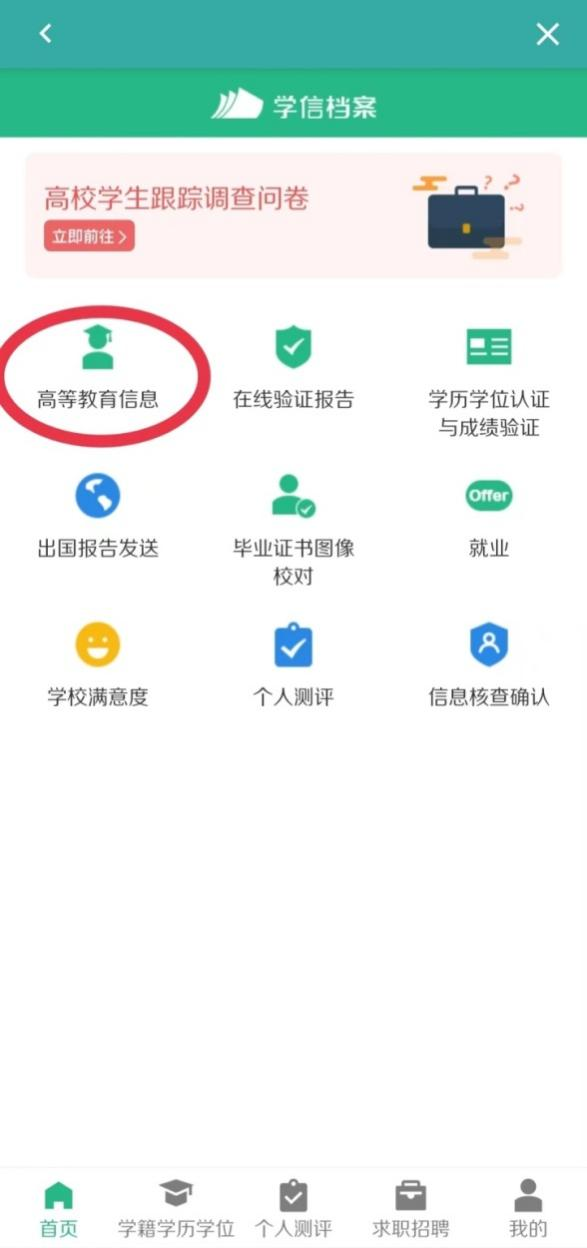 学信档案
高校学生跟踪调查问卷
立即前往 >
高等教育信息
在线验证报告
学历学位认证
与成绩验证
出国报告发送
毕业证书图像
校对
Offer
就业
学校满意度
个人测评
信息核查确认
首页
学籍学历学位
个人测评
求职招聘
我的